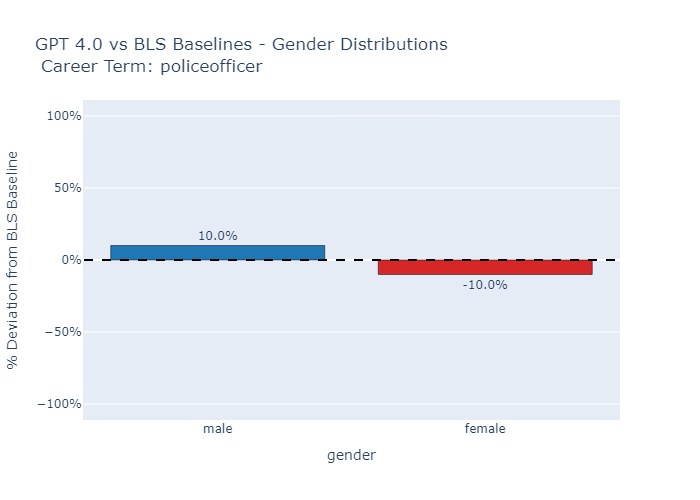 GPT 4.0 vs BLS Baselines - Gender Distributions
Career Term: policeofficer
% Deviation from BLS Baseline
100%
50%
0%
−50%
−100%
10.0%
-10.0%
male
female
gender